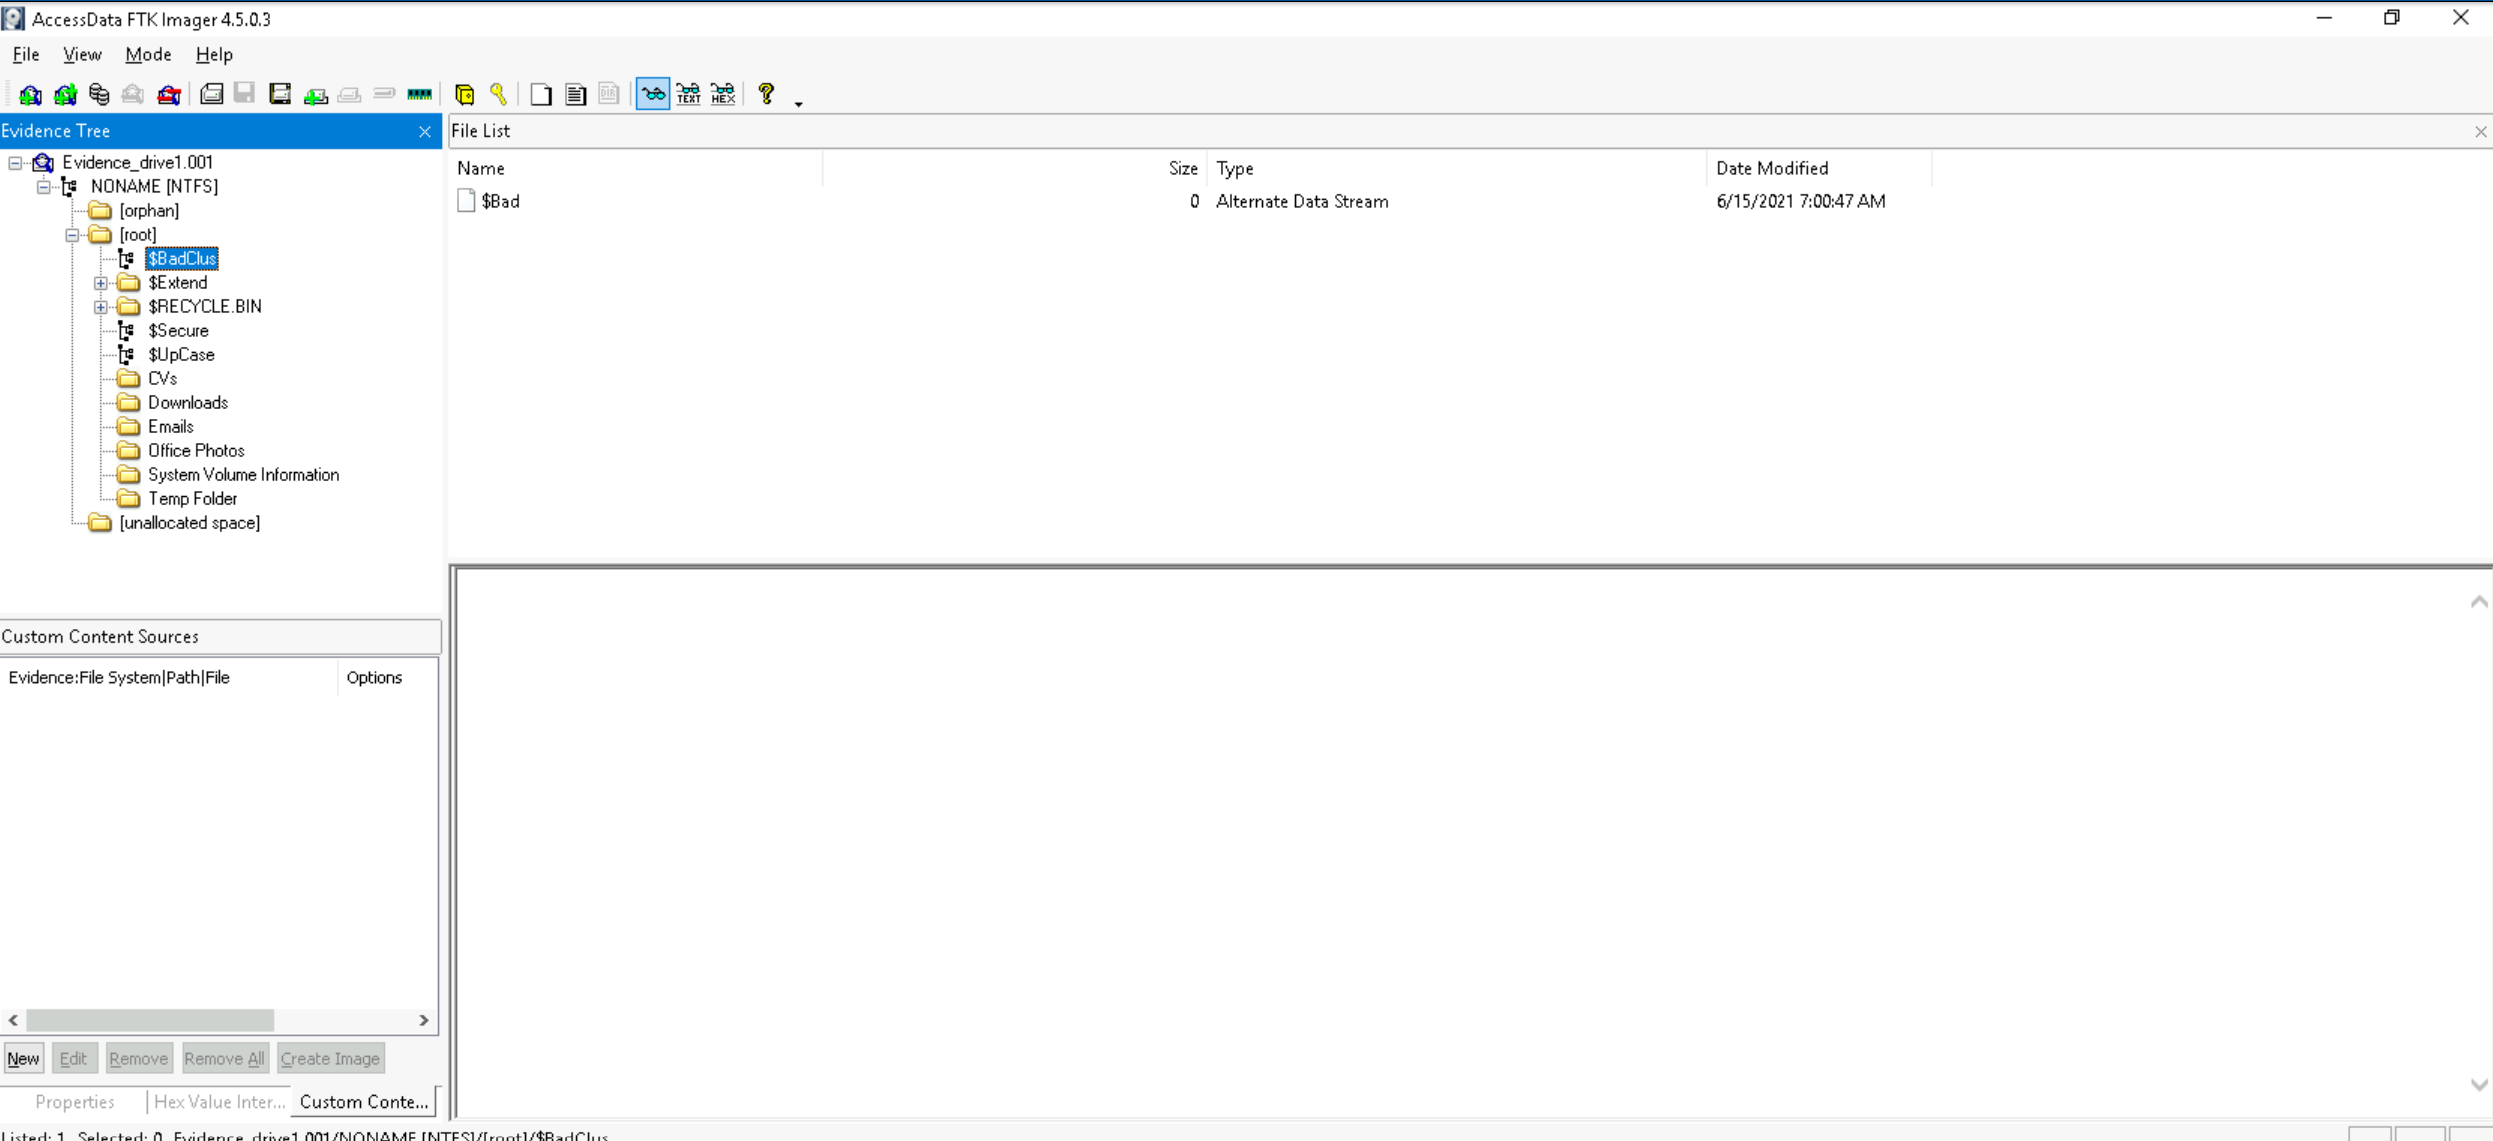 AccessData FTK Imager 4.5.0.3
File View Mode Help
DIR TEXT HEX
Evidence Tree
Evidence_drive1.001
NONAME [NTFS]
[orphan]
[root]
$BadClus
$Extend
$RECYCLE.BIN
$Secure
$UpCase
CVs
Downloads
Emails
Office Photos
System Volume Information
Temp Folder
[unallocated space]
File List
Name Size Type Date Modified
$Bad 0 Alternate Data Stream 6/15/2021 7:00:47 AM
Custom Content Sources
Evidence:File System|Path|File Options
New Edit Remove Remove All Create Image
Properties Hex Value Inter... Custom Conte...
Listed: 1 Selected: 0 Evidence_drive1.001/NONAME [NTFS]/[root]/$BadClus